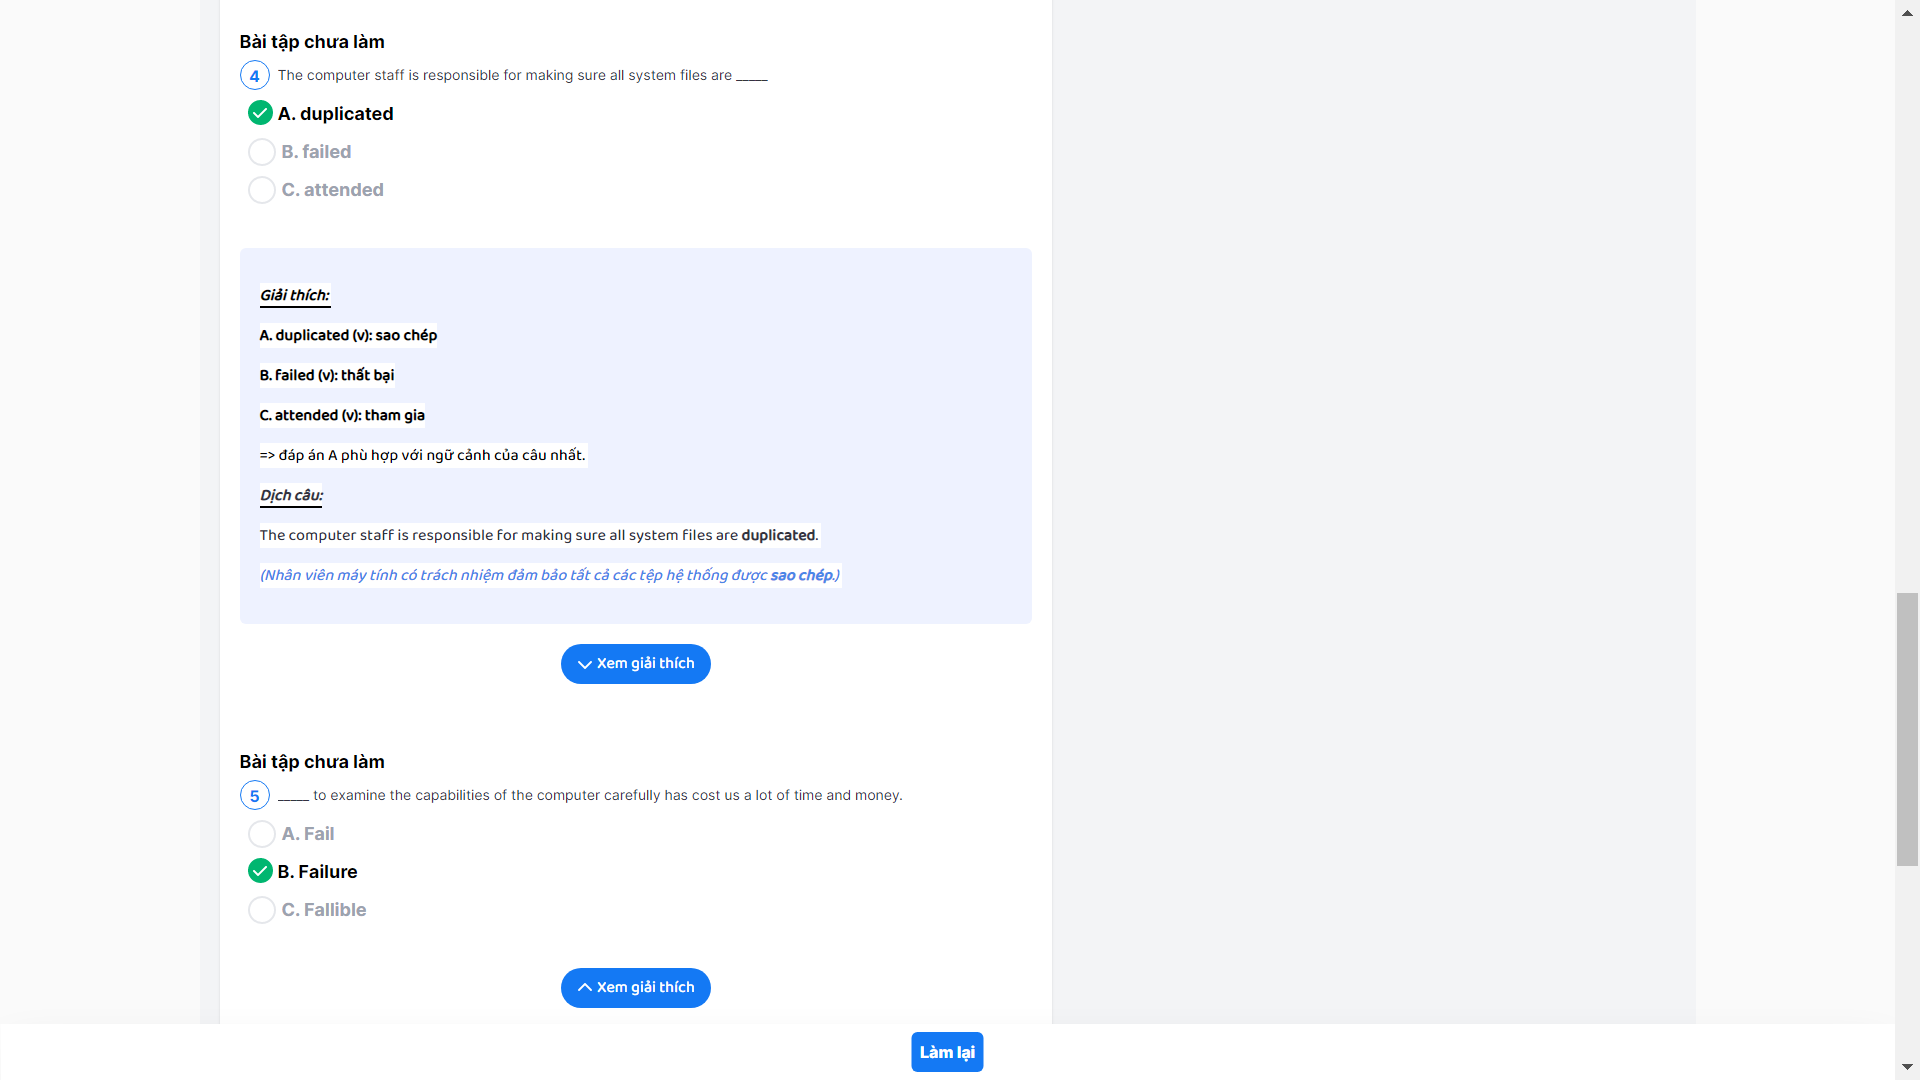 Bài tập chưa làm
4 The computer staff is responsible for making sure all system files are _____
A. duplicated
B. failed
C. attended
Giải thích:
A. duplicated (v): sao chép
B. failed (v): thất bại
C. attended (v): tham gia
=> đáp án A phù hợp với ngữ cảnh của câu nhất.
Dịch câu:
The computer staff is responsible for making sure all system files are duplicated.
(Nhân viên máy tính có trách nhiệm đảm bảo tất cả các tệp hệ thống được sao chép.)
Xem giải thích
Bài tập chưa làm
5 _____ to examine the capabilities of the computer carefully has cost us a lot of time and money.
A. Fail
B. Failure
C. Fallible
Xem giải thích
Làm lại